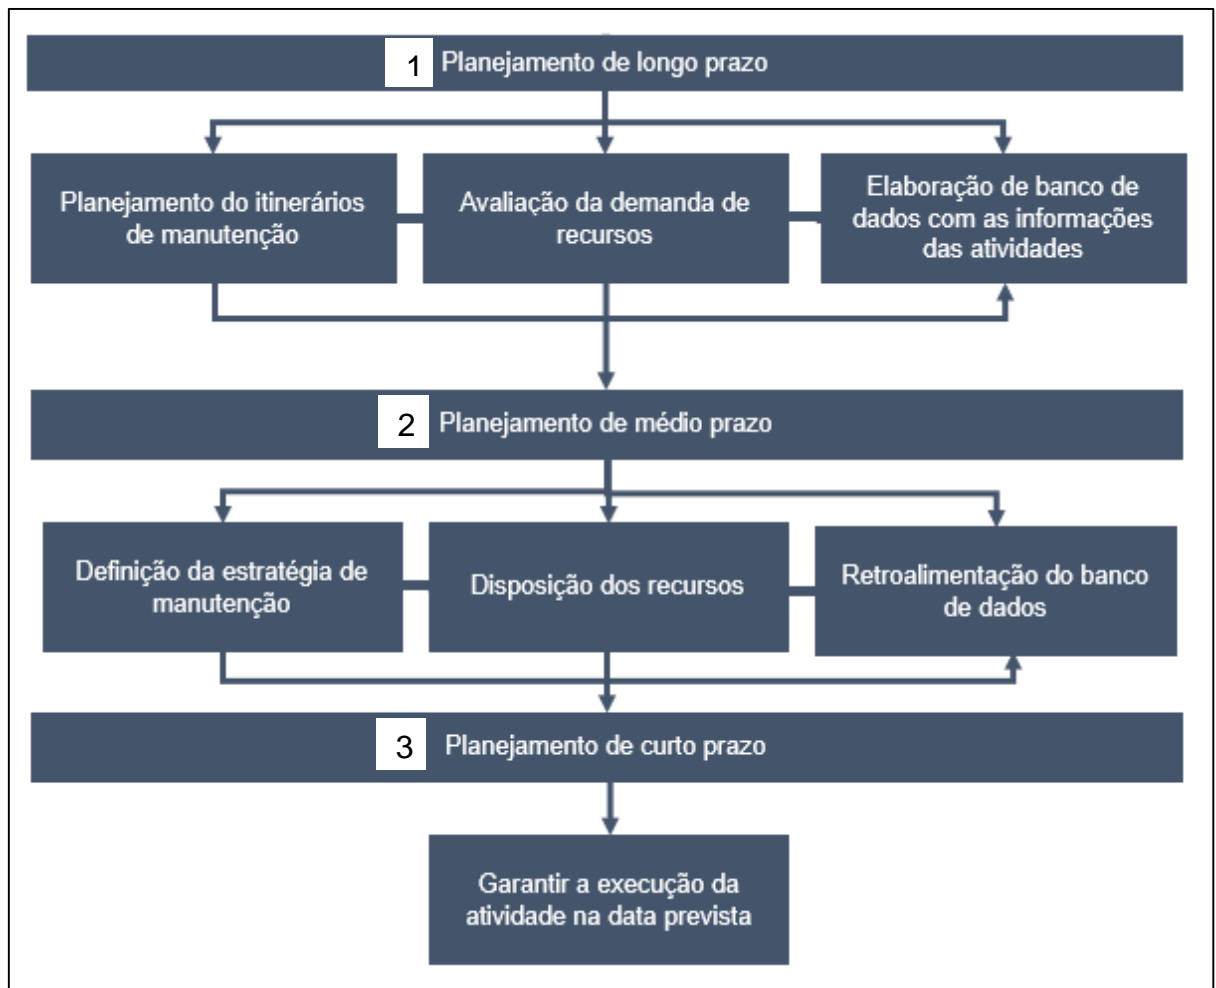 1 Planejamento de longo prazo
Planejamento do itinerários
de manutenção
Avaliação da demanda de
recursos
Elaboração de banco de
dados com as informações
das atividades
2 Planejamento de médio prazo
Definição da estratégia de
manutenção
Disposição dos recursos
Retroalimentação do banco
de dados
3 Planejamento de curto prazo
Garantir a execução da
atividade na data prevista